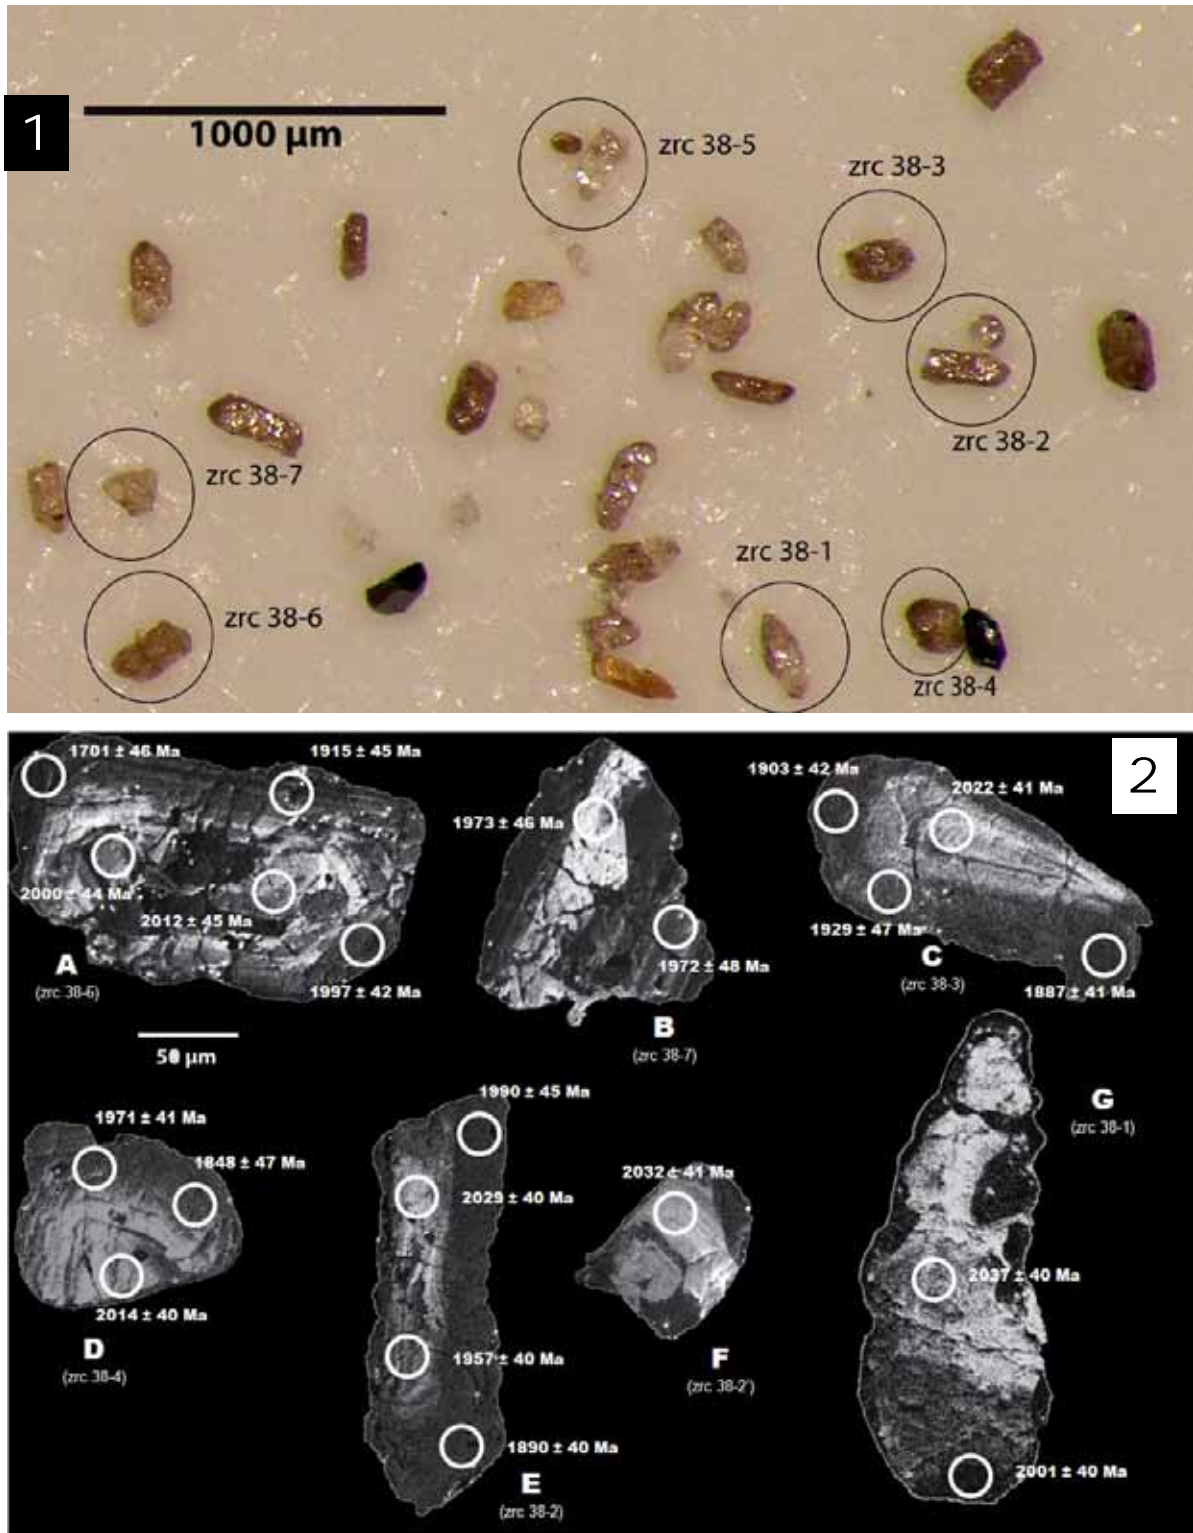 1
1000 µm
zrc 38-5
zrc 38-3
zrc 38-2
zrc 38-7
zrc 38-1
zrc 38-6
zrc 38-4
2
1701 ± 46 Ma
1915 ± 45 Ma
2000 ± 44 Ma
2012 ± 45 Ma
1997 ± 42 Ma
A
(zrc 38-6)
50 µm
1973 ± 46 Ma
1972 ± 48 Ma
B
(zrc 38-7)
1903 ± 42 Ma
2022 ± 41 Ma
1929 ± 47 Ma
1887 ± 41 Ma
C
(zrc 38-3)
1971 ± 41 Ma
1848 ± 47 Ma
2014 ± 40 Ma
D
(zrc 38-4)
1990 ± 45 Ma
2029 ± 40 Ma
1957 ± 40 Ma
1890 ± 40 Ma
E
(zrc 38-2)
2032 ± 41 Ma
F
(zrc 38-2')
G
(zrc 38-1)
2037 ± 40 Ma
2001 ± 40 Ma